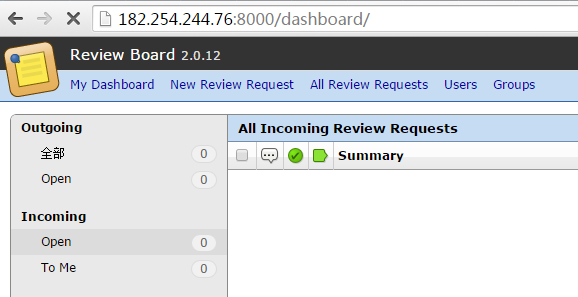 182.254.244.76:8000/dashboard/
Review Board 2.0.12
My Dashboard New Review Request All Review Requests Users Groups
Outgoing
全部 0
Open 0
Incoming
Open 0
To Me 0
All Incoming Review Requests
Summary